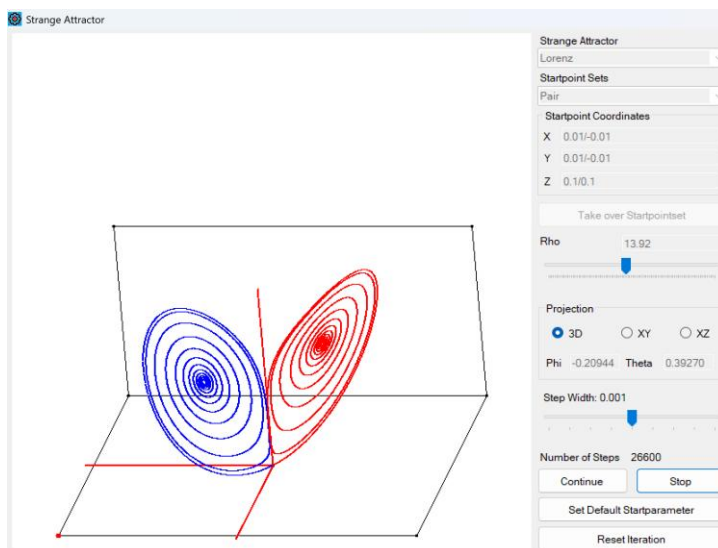 Strange Attractor
Strange Attractor
Lorenz
Startpoint Sets
Pair
Startpoint Coordinates
X 0.01/-0.01
Y 0.01/-0.01
Z 0.1/0.1
Take over Startpointset
Rho 13.92
Projection
3D XY XZ
Phi -0.20944 Theta 0.39270
Step Width: 0.001
Number of Steps 26600
Continue Stop
Set Default Startparameter
Reset Iteration